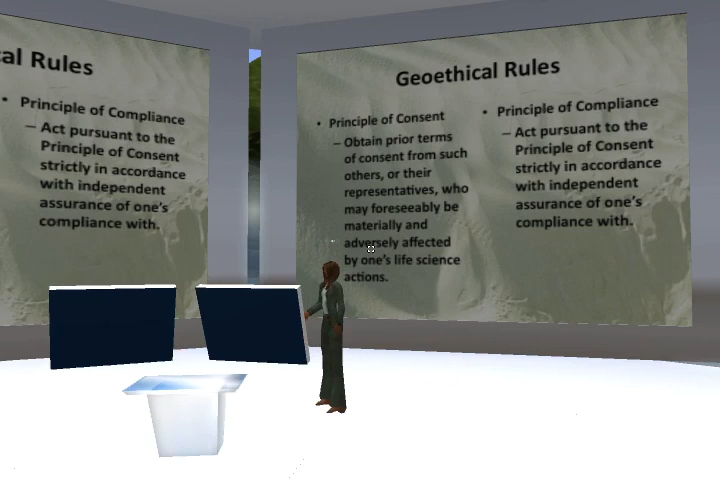 al Rules
• Principle of Compliance
– Act pursuant to the
Principle of Consent
strictly in accordance
with independent
assurance of one's
compliance with.
Geoethical Rules
• Principle of Consent
– Obtain prior terms
of consent from such
others, or their
representatives, who
may foreseeably be
materially and
adversely affected
by one's life science
actions.
• Principle of Compliance
– Act pursuant to the
Principle of Consent
strictly in accordance
with independent
assurance of one's
compliance with.